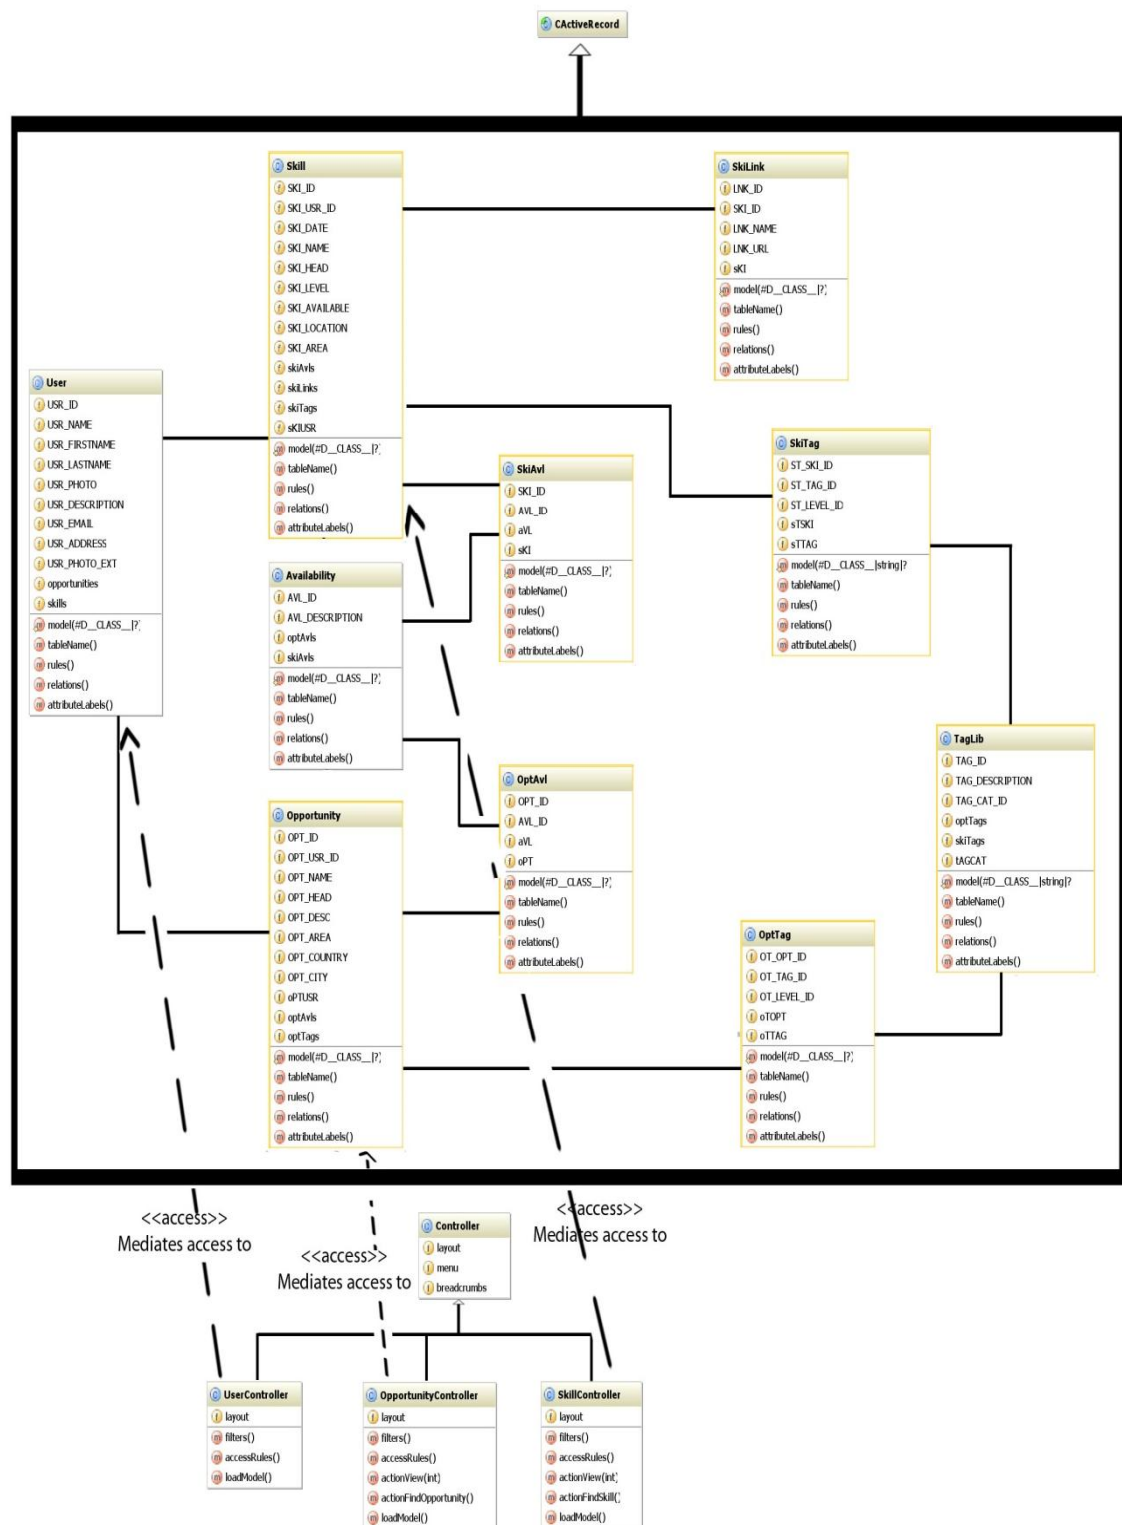 CActiveRecord
Skill
SKI_ID
SKI_USR_ID
SKI_DATE
SKI_NAME
SKI_HEAD
SKI_LEVEL
SKI_AVAILABLE
SKI_LOCATION
SKI_AREA
skiAvls
skiLinks
skiTags
sKIUSR
model(#D__CLASS__|?)
tableName()
rules()
relations()
attributeLabels()
SkiLink
LNK_ID
SKI_ID
LNK_NAME
LNK_URL
sKI
model(#D__CLASS__|?)
tableName()
rules()
relations()
attributeLabels()
User
USR_ID
USR_NAME
USR_FIRSTNAME
USR_LASTNAME
USR_PHOTO
USR_DESCRIPTION
USR_EMAIL
USR_ADDRESS
USR_PHOTO_EXT
opportunities
skills
model(#D__CLASS__|?)
tableName()
rules()
relations()
attributeLabels()
SkiAvl
SKI_ID
AVL_ID
aVL
sKI
model(#D__CLASS__|?)
tableName()
rules()
relations()
attributeLabels()
SkiTag
ST_SKI_ID
ST_TAG_ID
ST_LEVEL_ID
sTSKI
sTTAG
model(#D__CLASS__|string|?
tableName()
rules()
relations()
attributeLabels()
Availability
AVL_ID
AVL_DESCRIPTION
optAvls
skiAvls
model(#D__CLASS__|?)
tableName()
rules()
relations()
attributeLabels()
TagLib
TAG_ID
TAG_DESCRIPTION
TAG_CAT_ID
optTags
skiTags
tAGCAT
model(#D__CLASS__|string|?
tableName()
rules()
relations()
attributeLabels()
OptAvl
OPT_ID
AVL_ID
aVL
oPT
model(#D__CLASS__|?)
tableName()
rules()
relations()
attributeLabels()
Opportunity
OPT_ID
OPT_USR_ID
OPT_NAME
OPT_HEAD
OPT_DESC
OPT_AREA
OPT_COUNTRY
OPT_CITY
oPTUSR
optAvls
optTags
model(#D__CLASS__|?)
tableName()
rules()
relations()
attributeLabels()
OptTag
OT_OPT_ID
OT_TAG_ID
OT_LEVEL_ID
oTOPT
oTTAG
model(#D__CLASS__|?)
tableName()
rules()
relations()
attributeLabels()
<<access>>
Mediates access to
<<access>>
Mediates access to
<<access>>
Mediates access to
Controller
layout
menu
breadcrumbs
UserController
layout
filters()
accessRules()
loadModel()
OpportunityController
layout
filters()
accessRules()
actionView(int)
actionFindOpportunity()
loadModel()
SkillController
layout
filters()
accessRules()
actionView(int)
actionFindSkill(
loadModel()